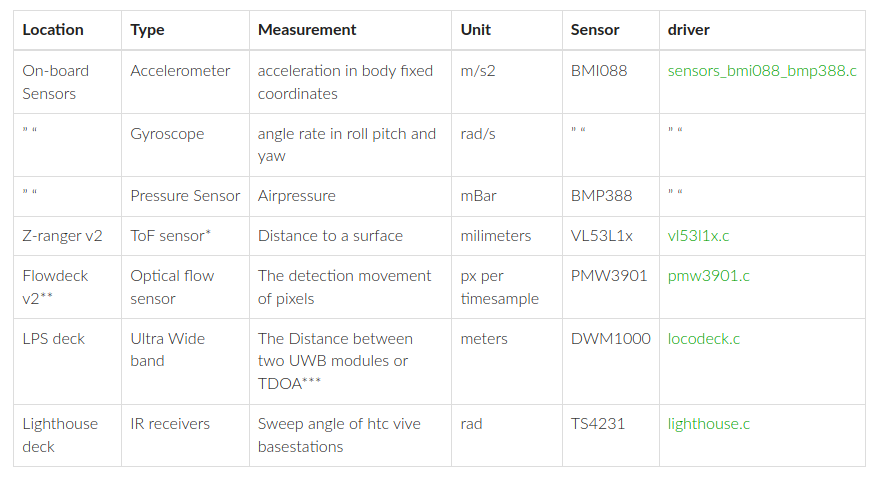 Location Type Measurement Unit Sensor driver
On-board Accelerometer acceleration in body fixed m/s2 BMI088 sensors_bmi088_bmp388.c
Sensors coordinates
” “ Gyroscope angle rate in roll pitch and rad/s ” “ ” “
yaw
” “ Pressure Sensor Airpressure mBar BMP388 ” “
Z-ranger v2 ToF sensor* Distance to a surface milimeters VL53L1x vl53l1x.c
Flowdeck Optical flow The detection movement px per PMW3901 pmw3901.c
v2** sensor of pixels timesample
LPS deck Ultra Wide The Distance between meters DWM1000 locodeck.c
band two UWB modules or
TDOA***
Lighthouse IR receivers Sweep angle of htc vive rad TS4231 lighthouse.c
deck basestations